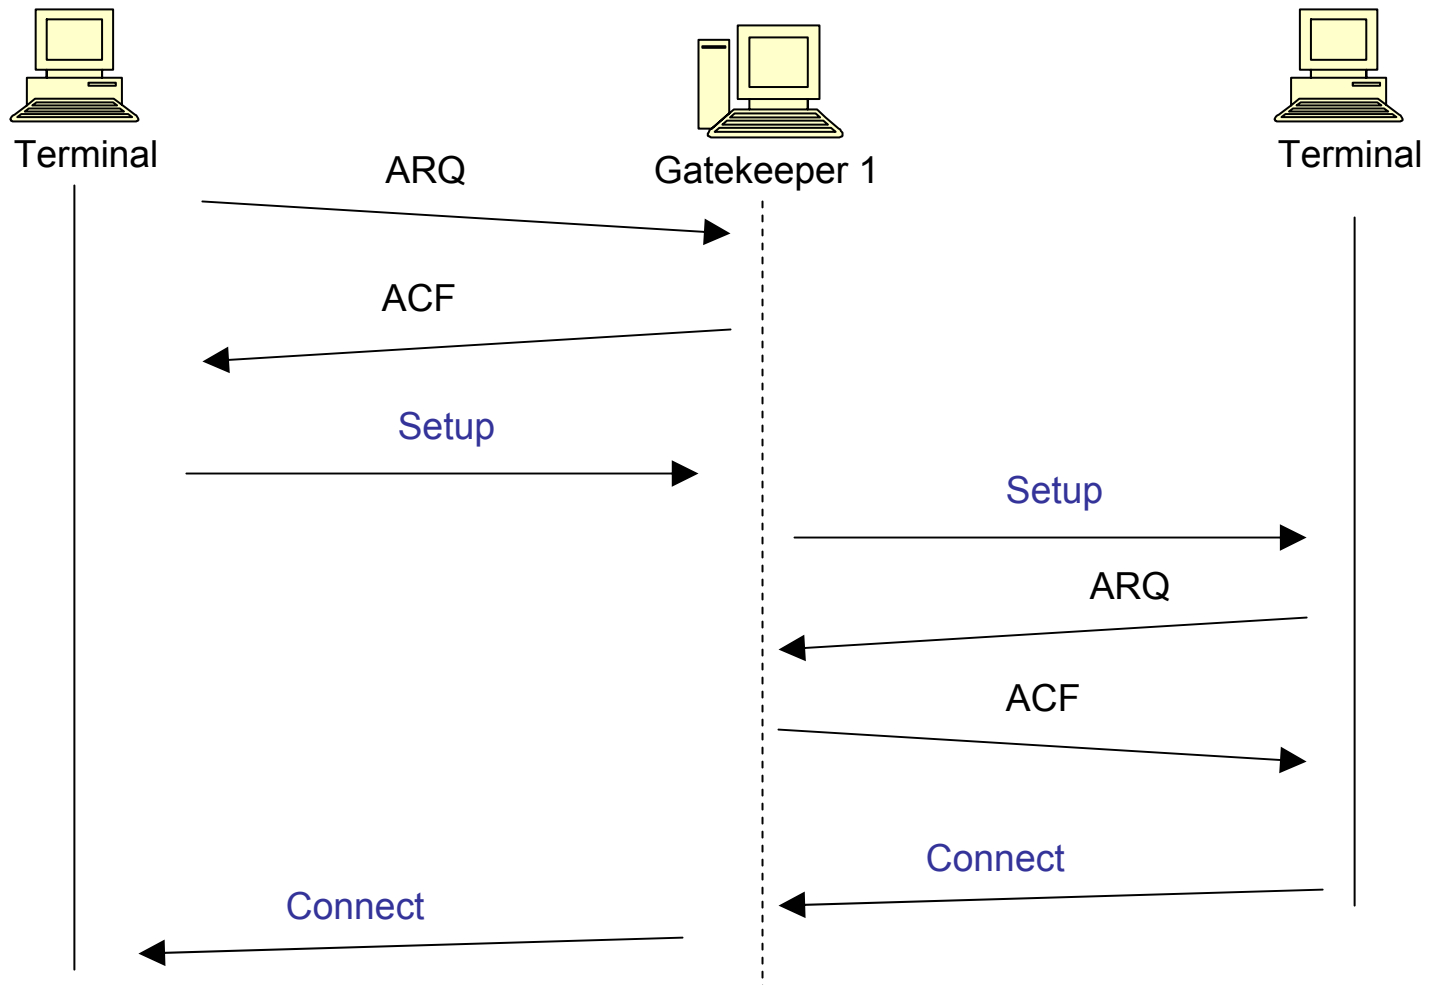 Terminal
Gatekeeper 1
Terminal
ARQ
ACF
Setup
Setup
ARQ
ACF
Connect
Connect